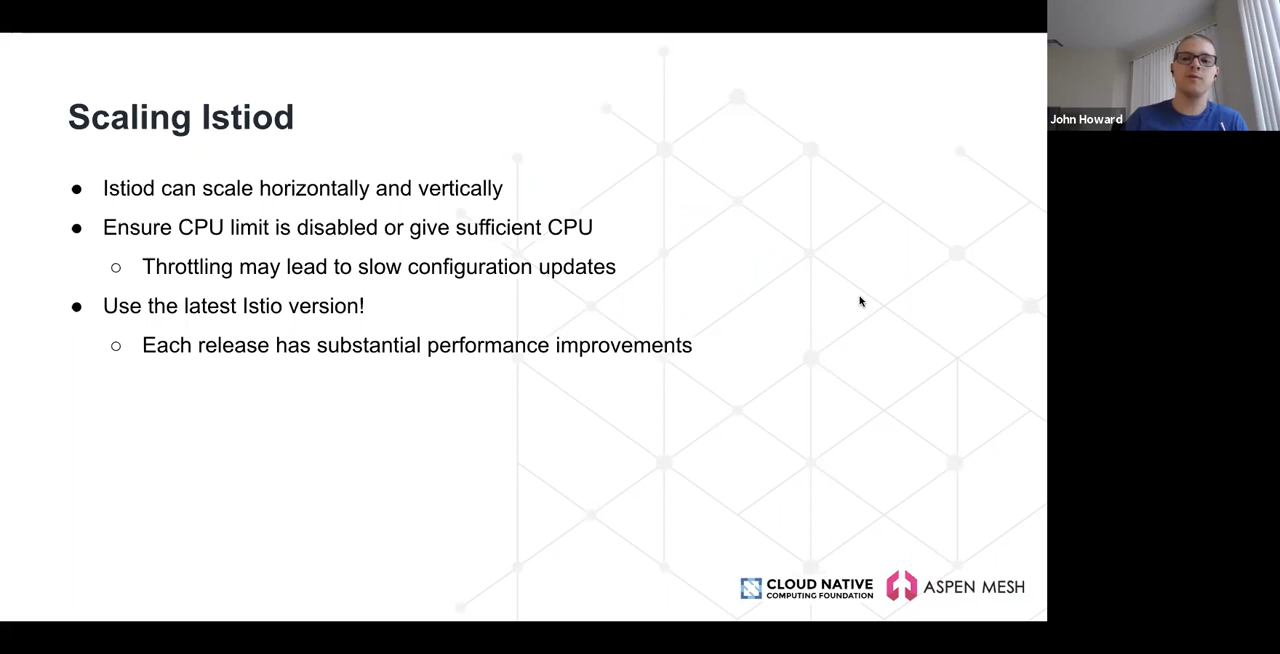 Scaling Istiod
● Istiod can scale horizontally and vertically
● Ensure CPU limit is disabled or give sufficient CPU
○ Throttling may lead to slow configuration updates
● Use the latest Istio version!
○ Each release has substantial performance improvements
CLOUD NATIVE
COMPUTING FOUNDATION
ASPEN MESH
John Howard